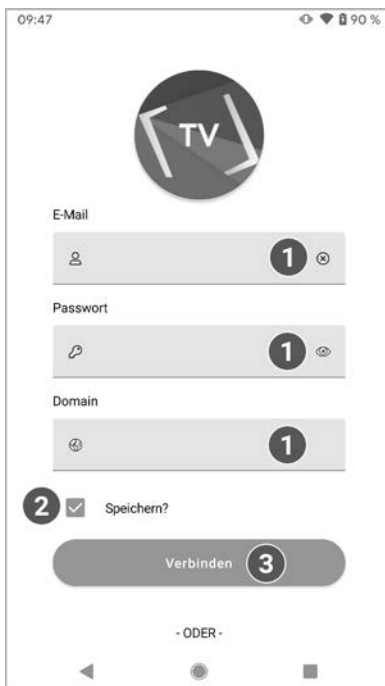 09:47 90 %
TV
E-Mail
1
Passwort
1
Domain
1
2 Speichern?
Verbinden 3
- ODER -